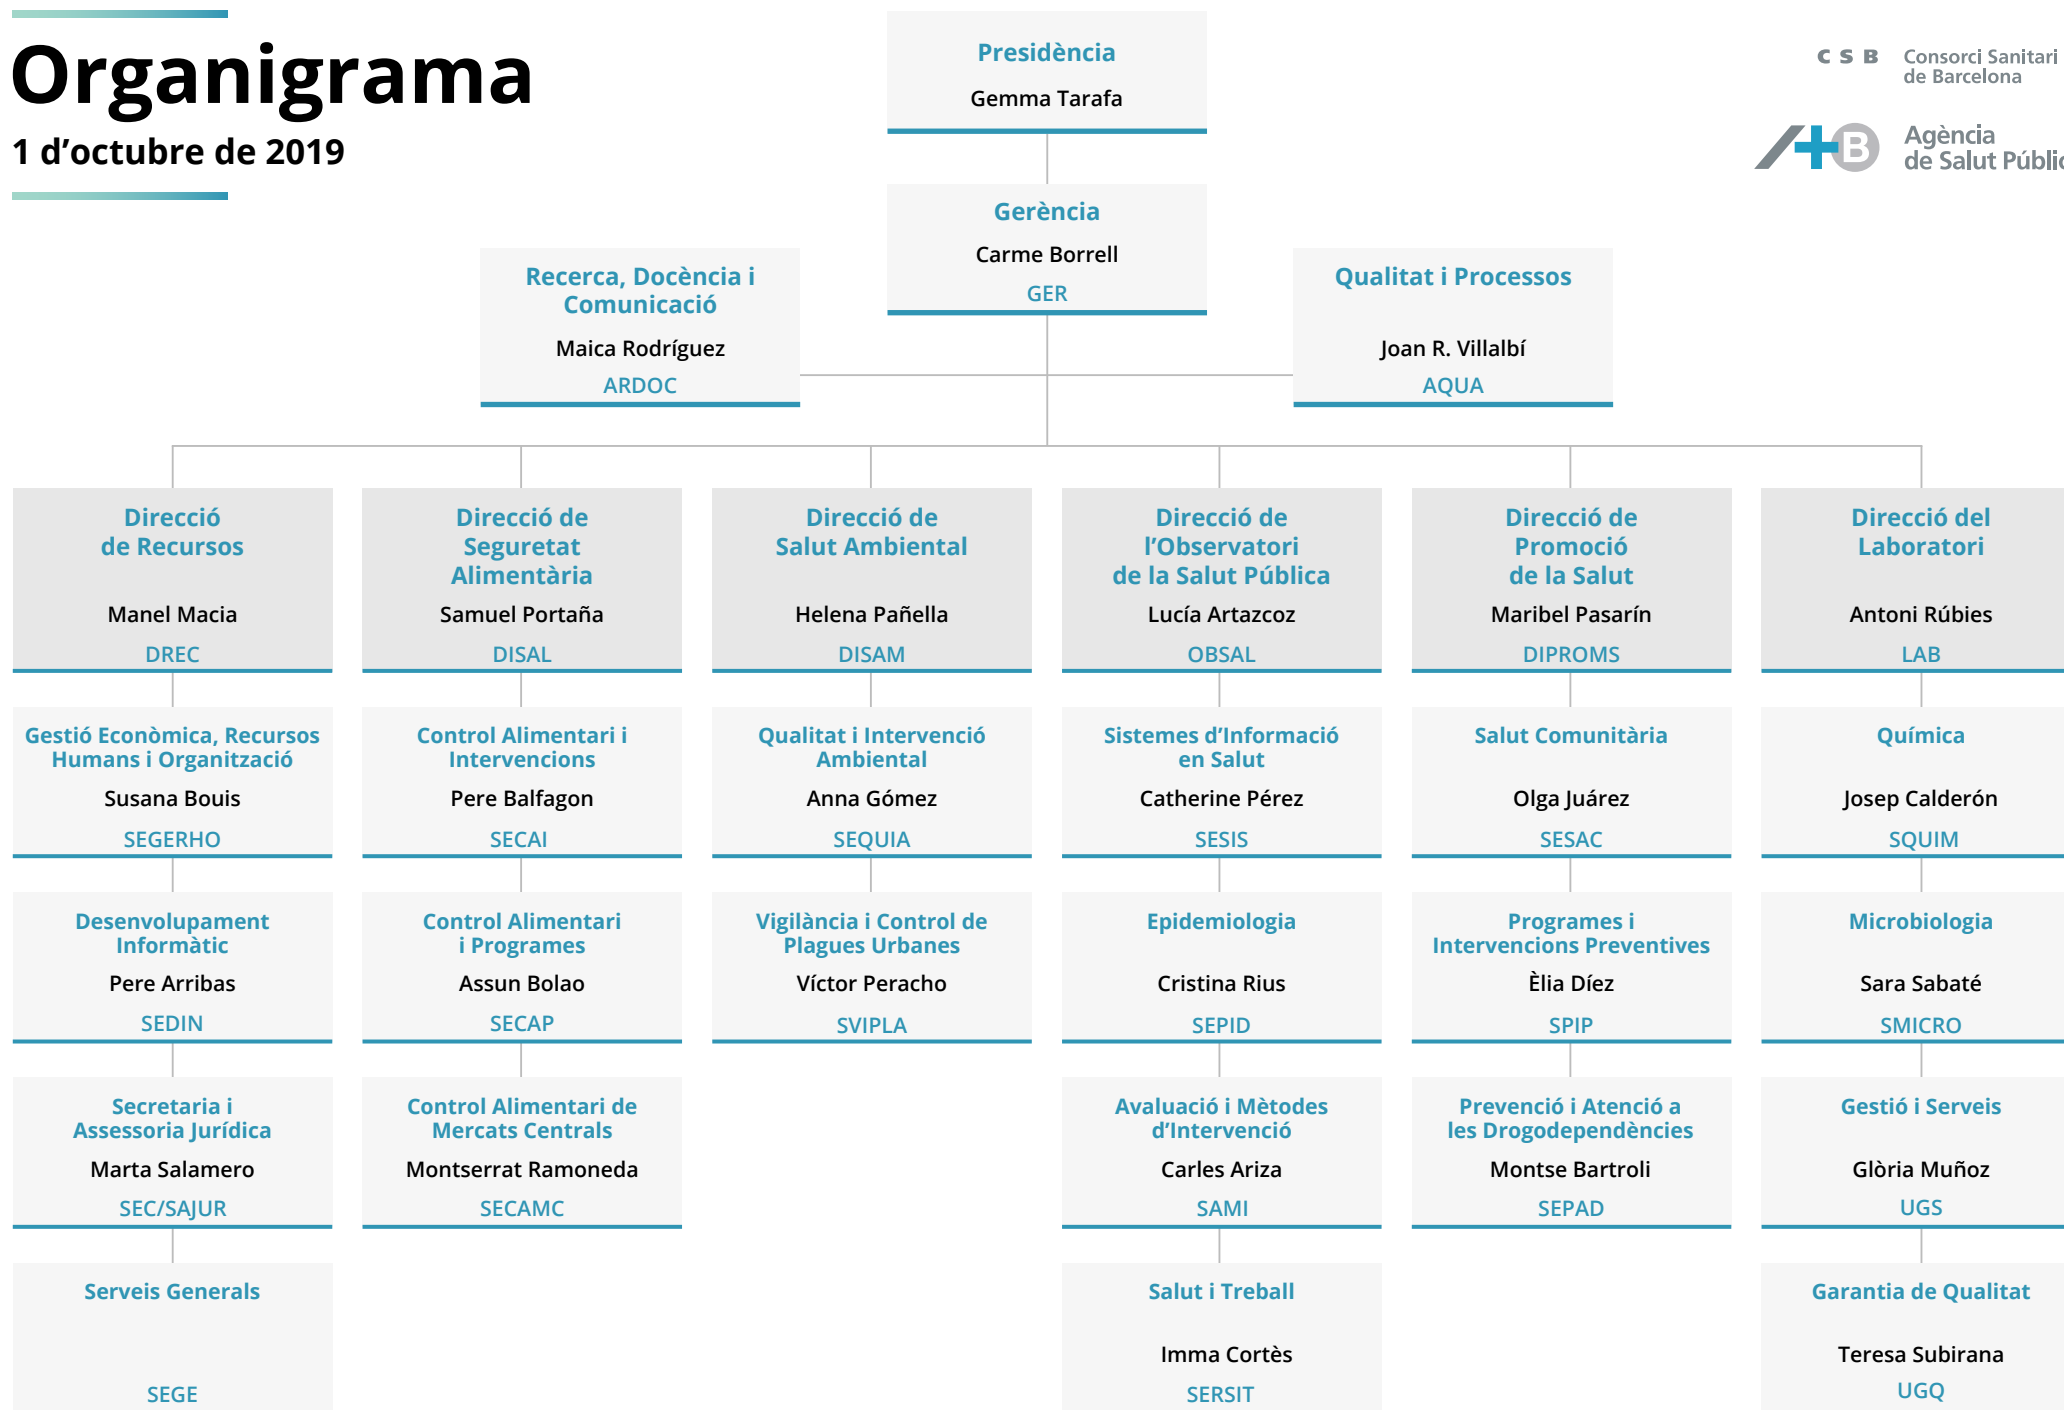 Organigrama
1 d’octubre de 2019
Presidència
Gemma Tarafa
C S B Consorci Sanitari
de Barcelona
A+B Agència
de Salut
Gerència
Carme Borrell
GER
Recerca, Docència i
Comunicació
Maica Rodríguez
ARDOC
Qualitat i Processos
Joan R. Villalbí
AQUA
Direcció
de Recursos
Manel Macia
DREC
Direcció de
Seguretat
Alimentària
Samuel Portaña
DISAL
Direcció de
Salut Ambiental
Helena Pañella
DISAM
Direcció de
l’Observatori
de la Salut Pública
Lucía Artazcoz
OBSAL
Direcció de
Promoció
de la Salut
Maribel Pasarín
DIPROMS
Direcció del
Laboratori
Antoni Rúbies
LAB
Gestió Econòmica, Recursos
Humans i Organització
Susana Bouis
SEGERHO
Control Alimentari i
Intervencions
Pere Balfagon
SECAI
Qualitat i Intervenció
Ambiental
Anna Gómez
SEQUIA
Sistemes d’Informació
en Salut
Catherine Pérez
SESIS
Salut Comunitària
Olga Juárez
SESAC
Química
Josep Calderón
SQUIM
Desenvolupament
Informàtic
Pere Arribas
SEDIN
Control Alimentari
i Programes
Assun Bolao
SECAP
Vigilància i Control de
Plagues Urbanes
Víctor Peracho
SVIPLA
Epidemiologia
Cristina Rius
SEPID
Programes i
Intervencions Preventives
Èlia Díez
SPIP
Microbiologia
Sara Sabaté
SMICRO
Secretaria i
Assessoria Jurídica
Marta Salamero
SEC/SAJUR
Control Alimentari de
Mercats Centrals
Montserrat Ramoneda
SECAMC
Avaluació i Mètodes
d’Intervenció
Carles Ariza
SAMI
Prevenció i Atenció a
les Drogodependències
Montse Bartroli
SEPAD
Gestió i Serveis
Glòria Muñoz
UGS
Serveis Generals
SEGE
Salut i Treball
Imma Cortès
SERSIT
Garantia de Qualitat
Teresa Subirana
UGQ